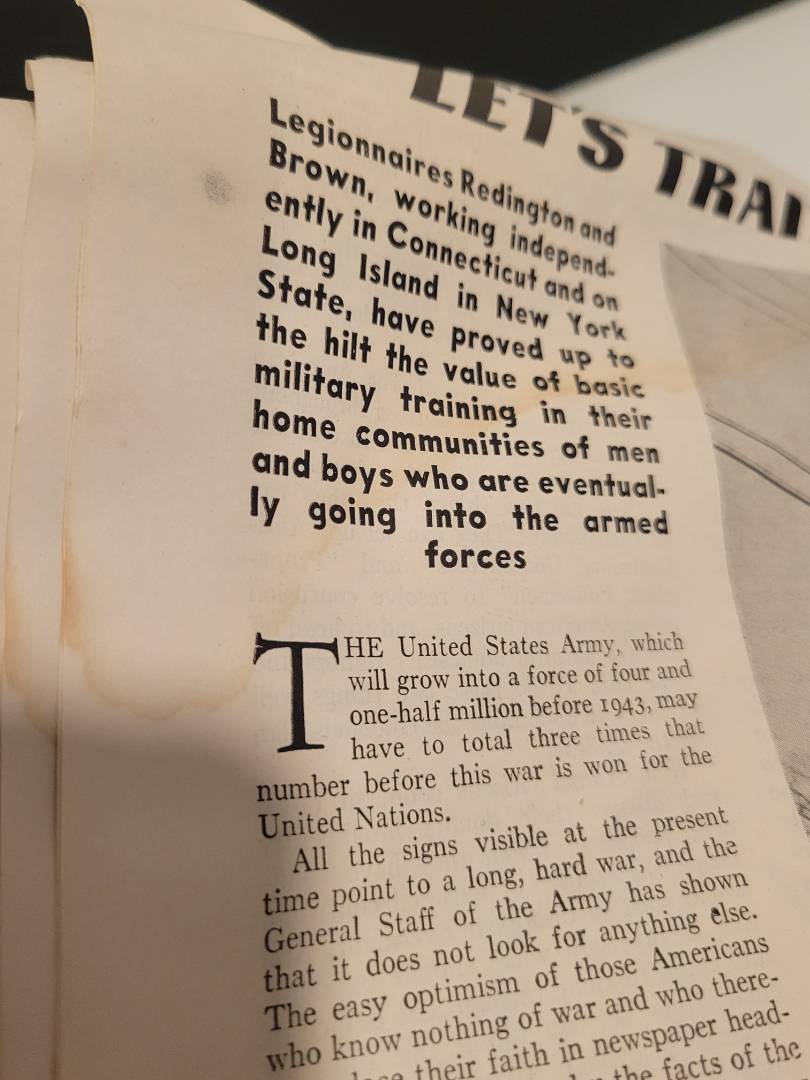 LET'S TRAI
Legionnaires Redington and
Brown, working independ-
ently in Connecticut and on
Long Island in New York
State, have proved up to
the hilt the value of basic
military training in their
home communities of men
and boys who are eventual-
ly going into the armed
forces
THE United States Army, which
will grow into a force of four and
one-half million before 1943, may
have to total three times that
number before this war is won for the
United Nations.
All the signs visible at the present
time point to a long, hard war, and the
General Staff of the Army has shown
that it does not look for anything else.
The easy optimism of those Americans
who know nothing of war and who there-
their faith in newspaper head-
the facts of the